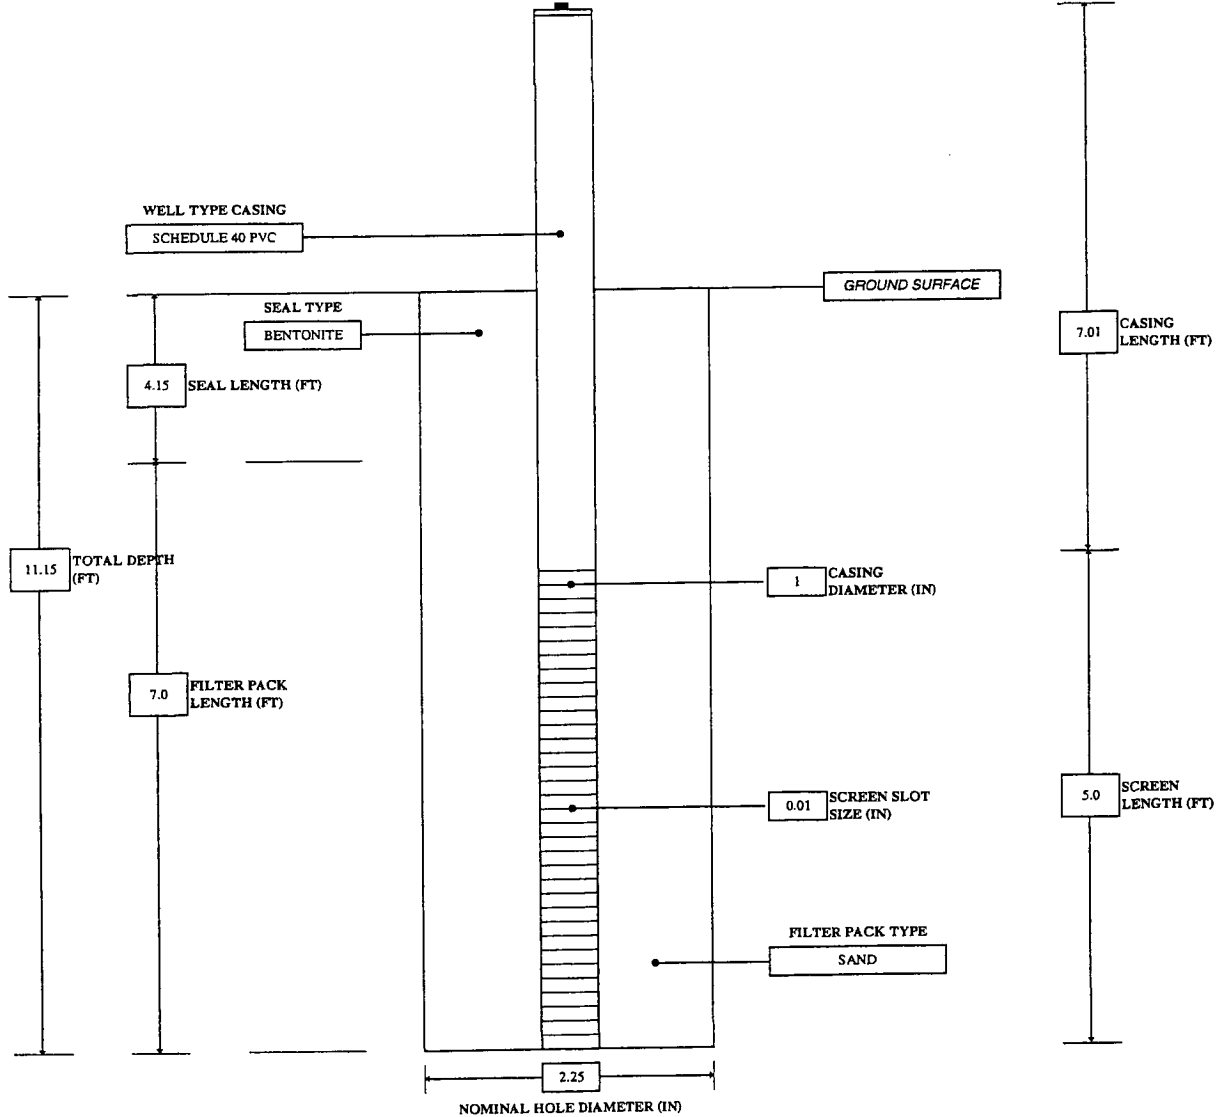 WELL TYPE CASING
SCHEDULE 40 PVC
GROUND SURFACE
SEAL TYPE
BENTONITE
7.01
CASING
LENGTH (FT)
4.15
SEAL LENGTH (FT)
11.15
TOTAL DEPTH
(FT)
1
CASING
DIAMETER (IN)
7.0
FILTER PACK
LENGTH (FT)
0.01
SCREEN SLOT
SIZE (IN)
5.0
SCREEN
LENGTH (FT)
FILTER PACK TYPE
SAND
2.25
NOMINAL HOLE DIAMETER (IN)